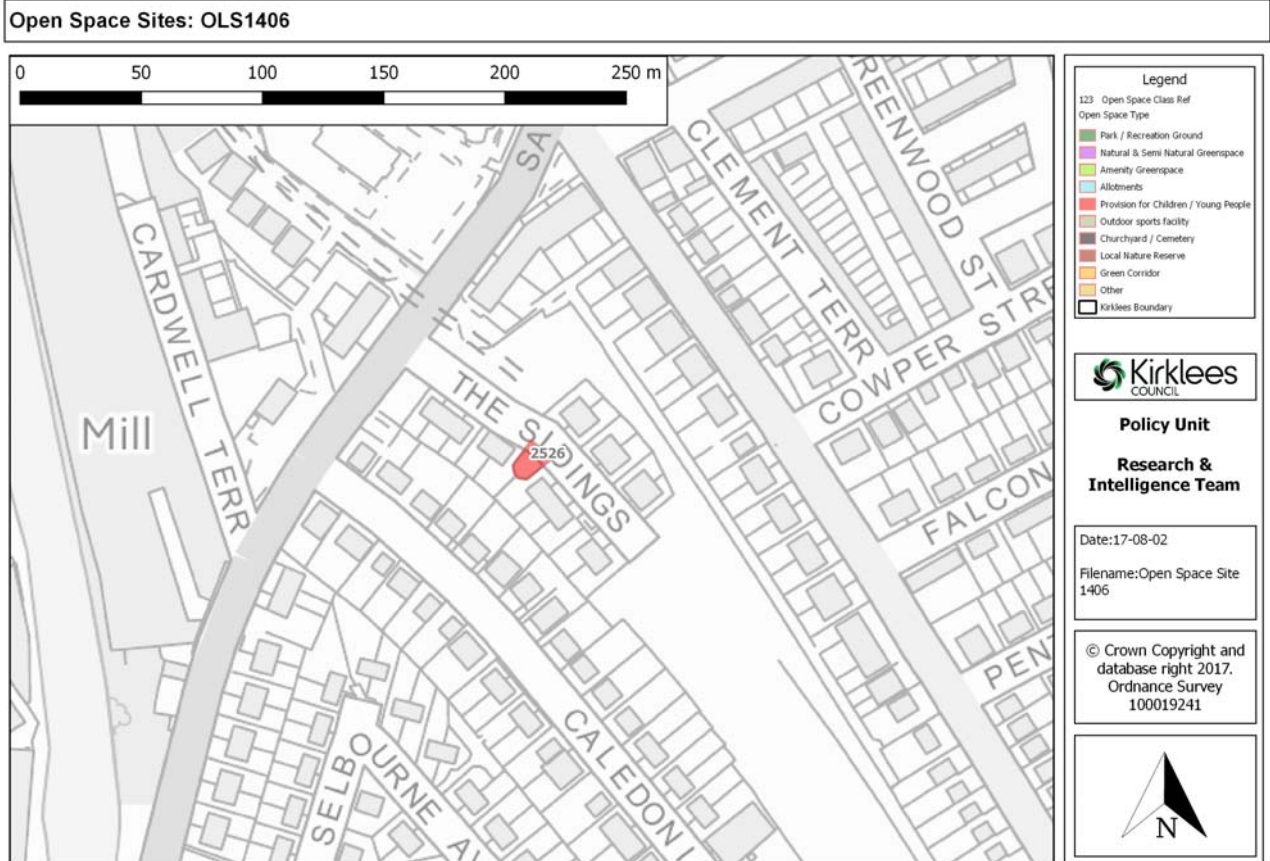 Open Space Sites: OLS1406
0 50 100 150 200 250 m
SA
CLEMENT TERR
REENWOOD ST
CARDWELL TERR
COWPER STRE
Mill
THE SIDINGS
2526
FALCON
PEN
CALEDONI
SELBOURNE AV
Legend
123 Open Space Class Ref
Open Space Type
Park / Recreation Ground
Natural & Semi Natural Greenspace
Amenity Greenspace
Allotments
Provision for Children / Young People
Outdoor sports facility
Churchyard / Cemetery
Local Nature Reserve
Green Corridor
Other
Kirklees Boundary
Kirklees
COUNCIL
Policy Unit
Research &
Intelligence Team
Date:17-08-02
Filename:Open Space Site
1406
© Crown Copyright and
database right 2017.
Ordnance Survey
100019241
N